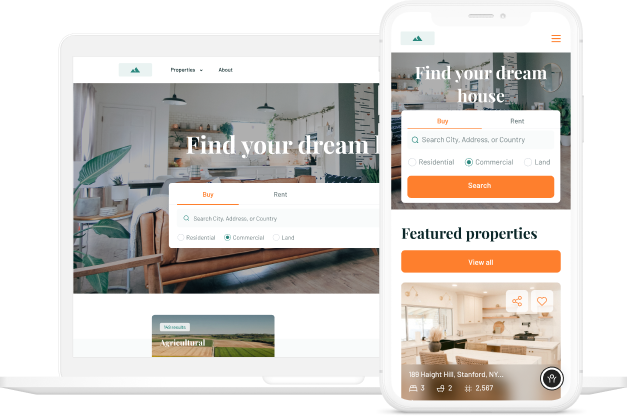 Properties
About
Find your dream
Buy
Rent
Search City, Address, or Country
Residential
Commercial
Land
143 results
Agricultural
Find your dream
house
Buy
Rent
Search City, Address, or Country
Residential
Commercial
Land
Search
Featured properties
View all
189 Haight Hill, Stanford, NY...
3
2
2,567